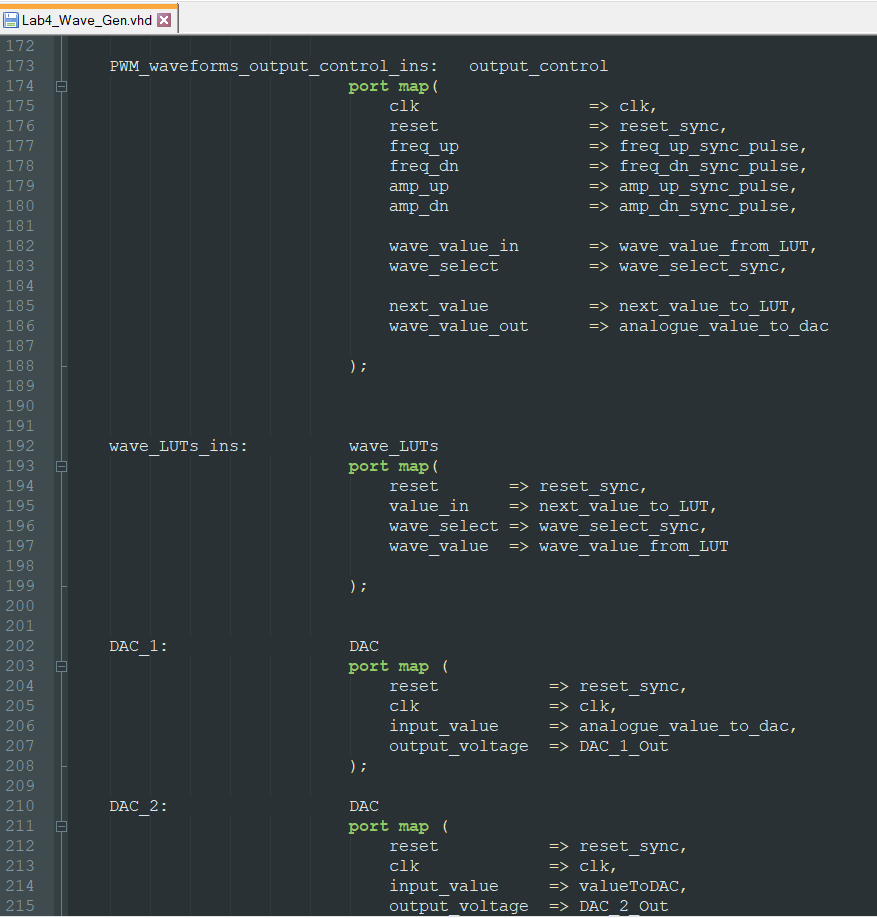 Lab4_Wave_Gen.vhd
172
173 PWM_waveforms_output_control_ins: output_control
174 port map(
175 clk => clk,
176 reset => reset_sync,
177 freq_up => freq_up_sync_pulse,
178 freq_dn => freq_dn_sync_pulse,
179 amp_up => amp_up_sync_pulse,
180 amp_dn => amp_dn_sync_pulse,
181
182 wave_value_in => wave_value_from_LUT,
183 wave_select => wave_select_sync,
184
185 next_value => next_value_to_LUT,
186 wave_value_out => analogue_value_to_dac
187
188 );
189
190
191
192 wave_LUTs_ins: wave_LUTs
193 port map(
194 reset => reset_sync,
195 value_in => next_value_to_LUT,
196 wave_select => wave_select_sync,
197 wave_value => wave_value_from_LUT
198
199 );
200
201
202 DAC_1: DAC
203 port map (
204 reset => reset_sync,
205 clk => clk,
206 input_value => analogue_value_to_dac,
207 output_voltage => DAC_1_Out
208 );
209
210 DAC_2: DAC
211 port map (
212 reset => reset_sync,
213 clk => clk,
214 input_value => valueToDAC,
215 output_voltage => DAC_2_Out